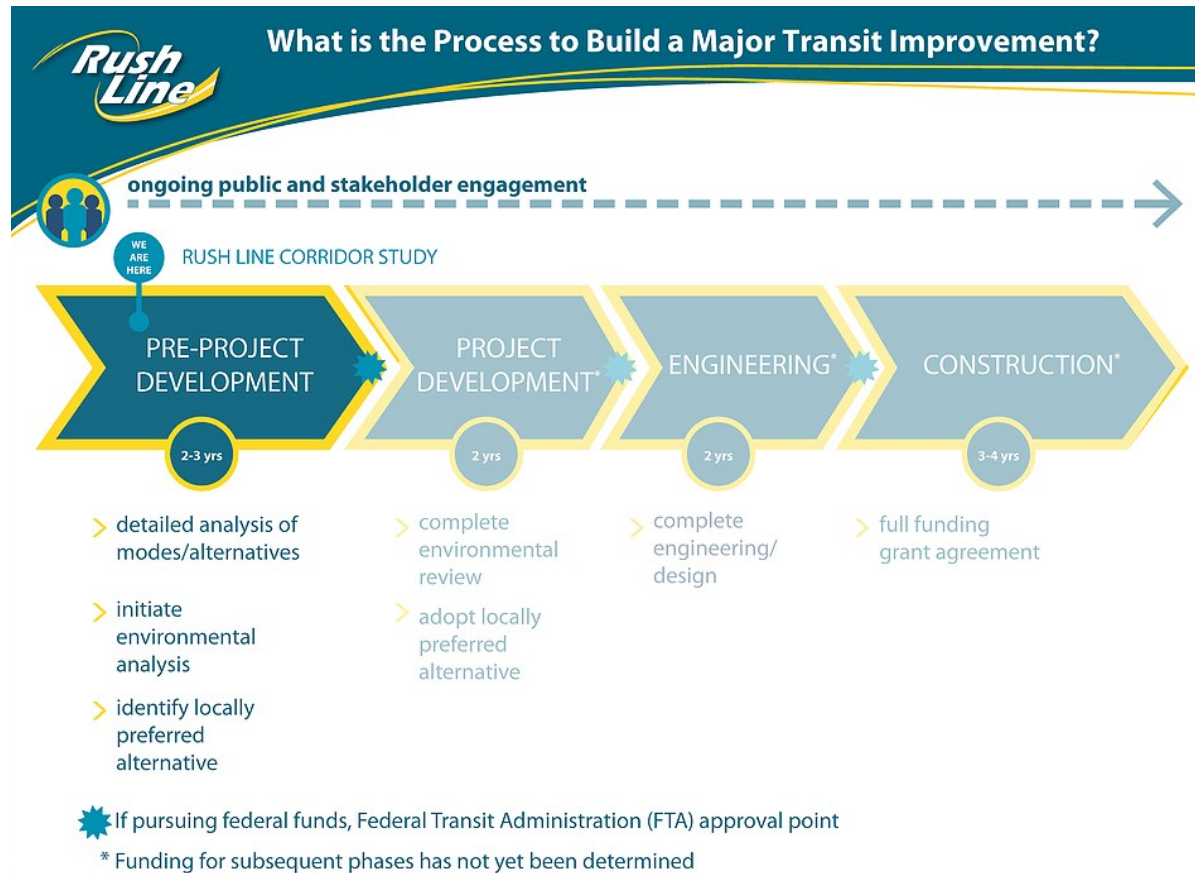 Rush
Line
What is the Process to Build a Major Transit Improvement?
ongoing public and stakeholder engagement
WE
ARE
HERE
RUSH LINE CORRIDOR STUDY
PRE-PROJECT
DEVELOPMENT
2-3 yrs
detailed analysis of
modes/alternatives
initiate
environmental
analysis
identify locally
preferred
alternative
PROJECT
DEVELOPMENT*
2 yrs
complete
environmental
review
adopt locally
preferred
alternative
ENGINEERING*
2 yrs
complete
engineering/
design
CONSTRUCTION*
3-4 yrs
full funding
grant agreement
If pursuing federal funds, Federal Transit Administration (FTA) approval point
* Funding for subsequent phases has not yet been determined